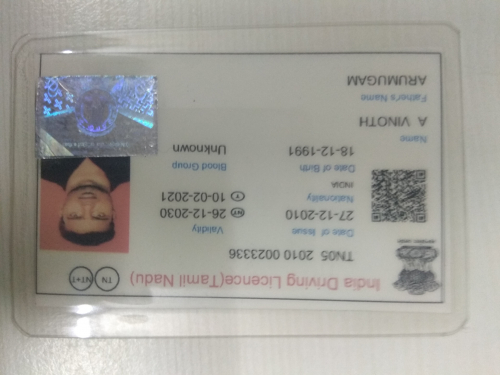 India Driving Licence(Tamil Nadu)
TN
NT+T
TN05 2010 0023336
Date of Issue
27-12-2010
Validity
NT 26-12-2030
T 10-02-2021
Nationality
INDIA
Date of Birth
18-12-1991
Blood Group
Unknown
Name
A VINOTH
Father's Name
ARUMUGAM